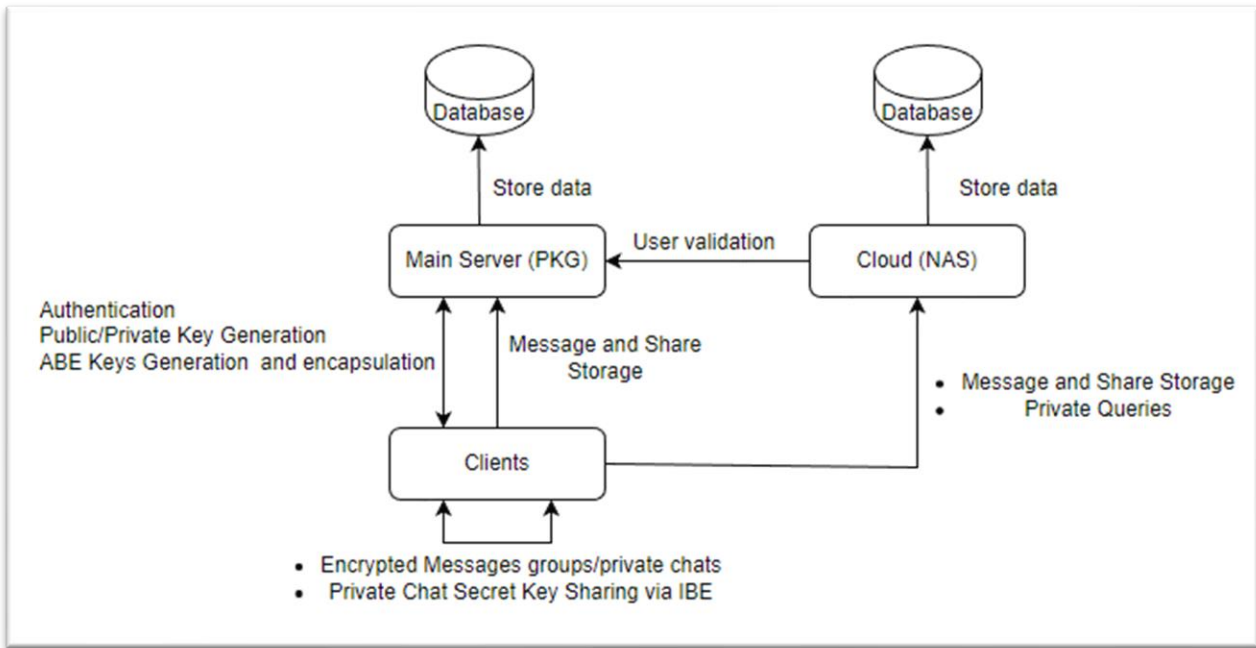 Database
Database
Store data
Store data
User validation
Main Server (PKG)
Cloud (NAS)
Authentication
Public/Private Key Generation
ABE Keys Generation and encapsulation
Message and Share
Storage
• Message and Share Storage
• Private Queries
Clients
• Encrypted Messages groups/private chats
• Private Chat Secret Key Sharing via IBE